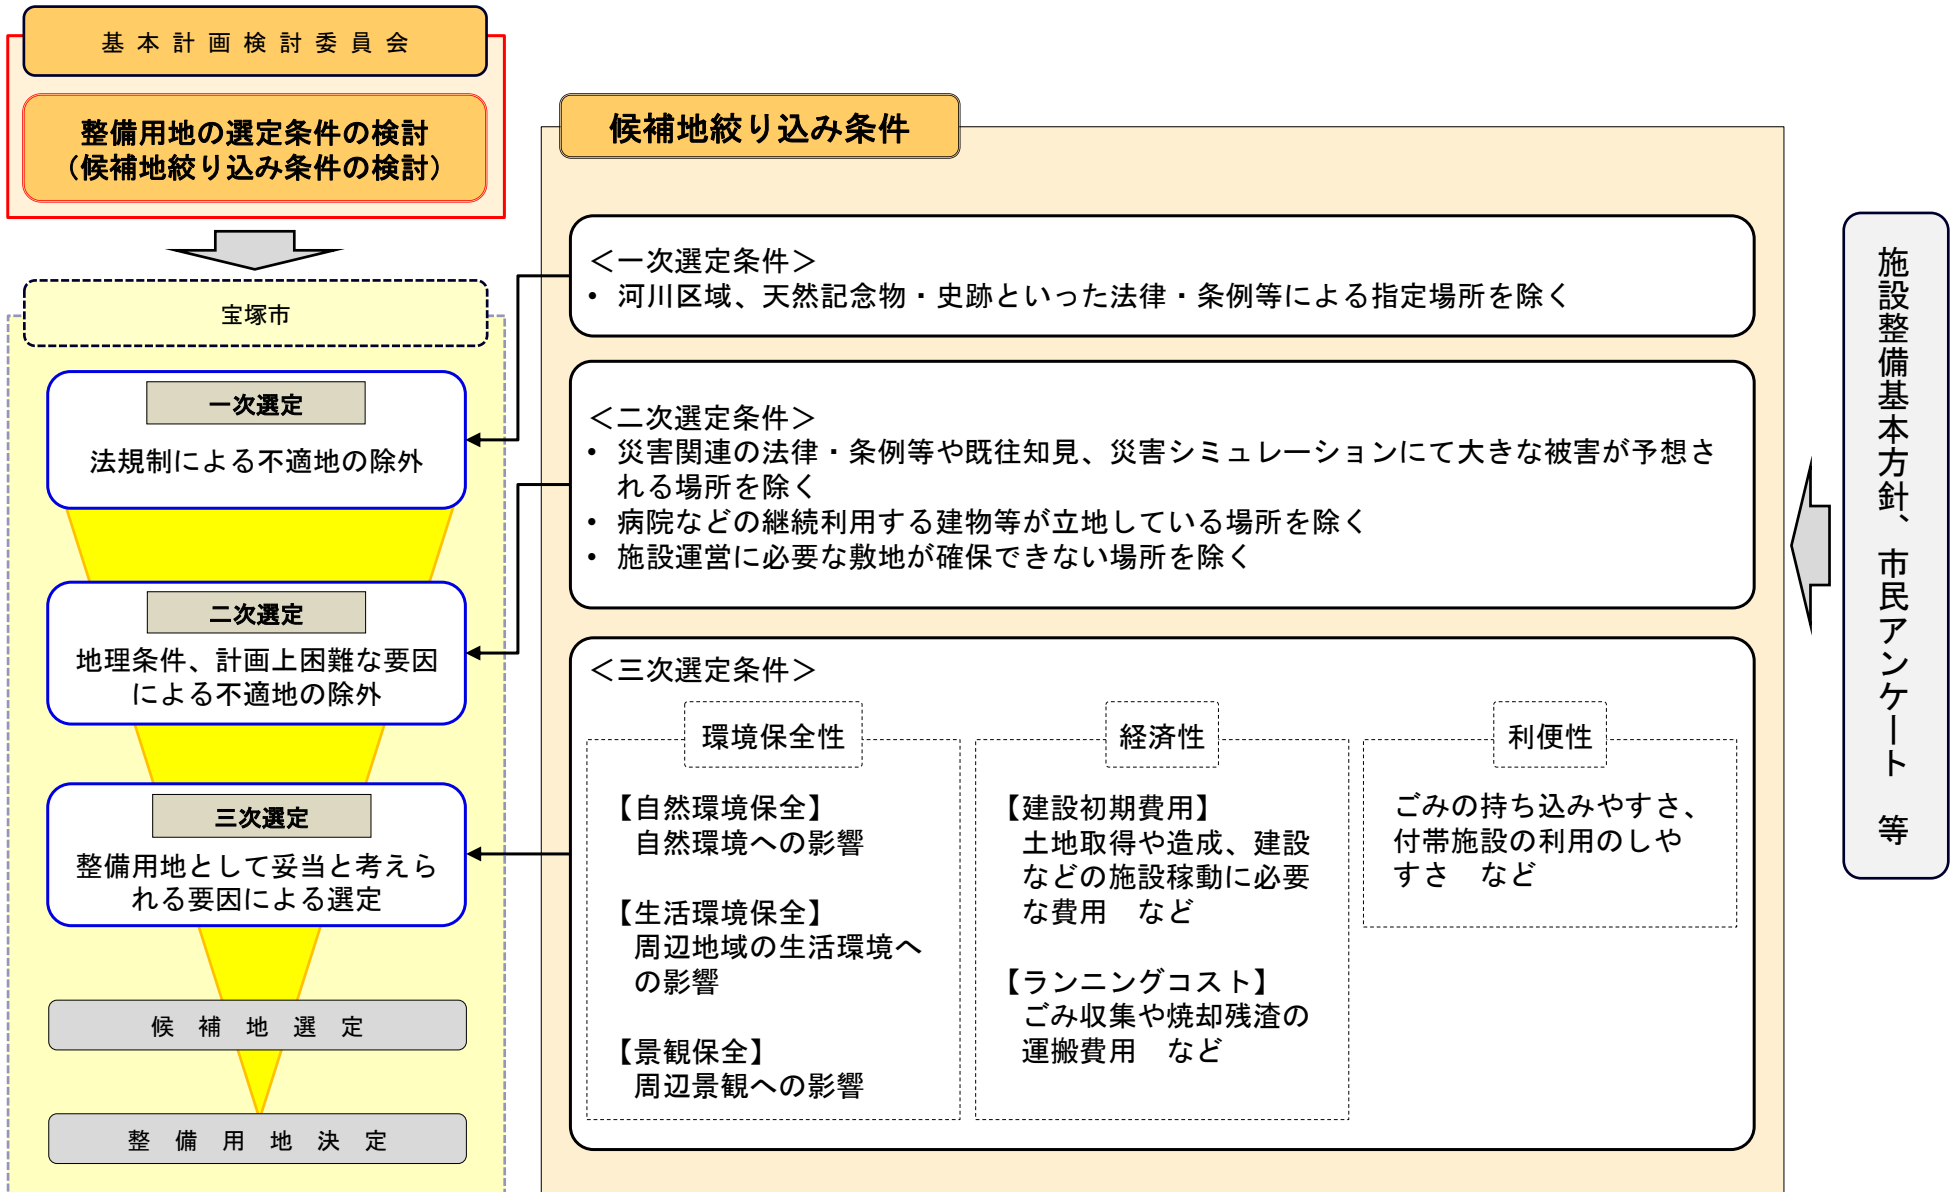 基本計画検討委員会
整備用地の選定条件の検討
（候補地絞り込み条件の検討）
宝塚市
一次選定
法規制による不適地の除外
二次選定
地理条件、計画上困難な要因
による不適地の除外
三次選定
整備用地として妥当と考えら
れる要因による選定
候補地選定
整備用地決定
候補地絞り込み条件
＜一次選定条件＞
• 河川区域、天然記念物・史跡といった法律・条例等による指定場所を除く
＜二次選定条件＞
• 災害関連の法律・条例等や既往知見、災害シミュレーションにて大きな被害が予想さ
れる場所を除く
• 病院などの継続利用する建物等が立地している場所を除く
• 施設運営に必要な敷地が確保できない場所を除く
＜三次選定条件＞
環境保全性
【自然環境保全】
自然環境への影響
【生活環境保全】
周辺地域の生活環境へ
の影響
【景観保全】
周辺景観への影響
経済性
【建設初期費用】
土地取得や造成、建設
などの施設稼動に必要
な費用　など
【ランニングコスト】
ごみ収集や焼却残渣の
運搬費用　など
利便性
ごみの持ち込みやすさ、
付帯施設の利用のしや
すさ　など
施設整備基本方針、市民アンケート　等